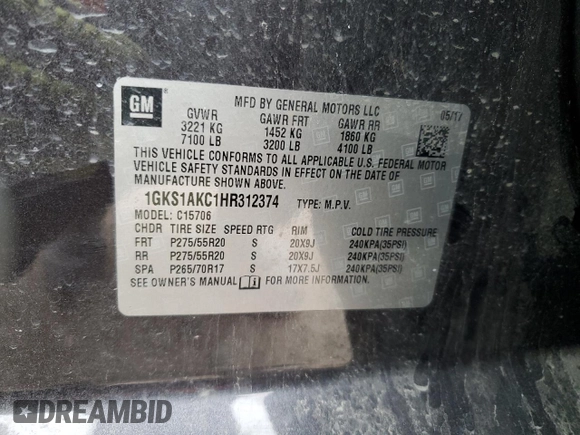 GM
MFD BY GENERAL MOTORS LLC
05/17
GVWR GAWR FRT GAWR RR
3221 KG 1452 KG 1860 KG
7100 LB 3200 LB 4100 LB
THIS VEHICLE CONFORMS TO ALL APPLICABLE U.S. FEDERAL MOTOR
VEHICLE SAFETY STANDARDS IN EFFECT ON THE DATE OF
MANUFACTURE SHOWN ABOVE.
1GKS1AKC1HR312374 TYPE: M.P.V.
MODEL: C15706
CHDR TIRE SIZE SPEED RTG RIM COLD TIRE PRESSURE
FRT P275/55R20 S 20X9J 240KPA(35PSI)
RR P275/55R20 S 20X9J 240KPA(35PSI)
SPA P265/70R17 S 17X7.5J 240KPA(35PSI)
SEE OWNER'S MANUAL FOR MORE INFORMATION.
DREAMBID